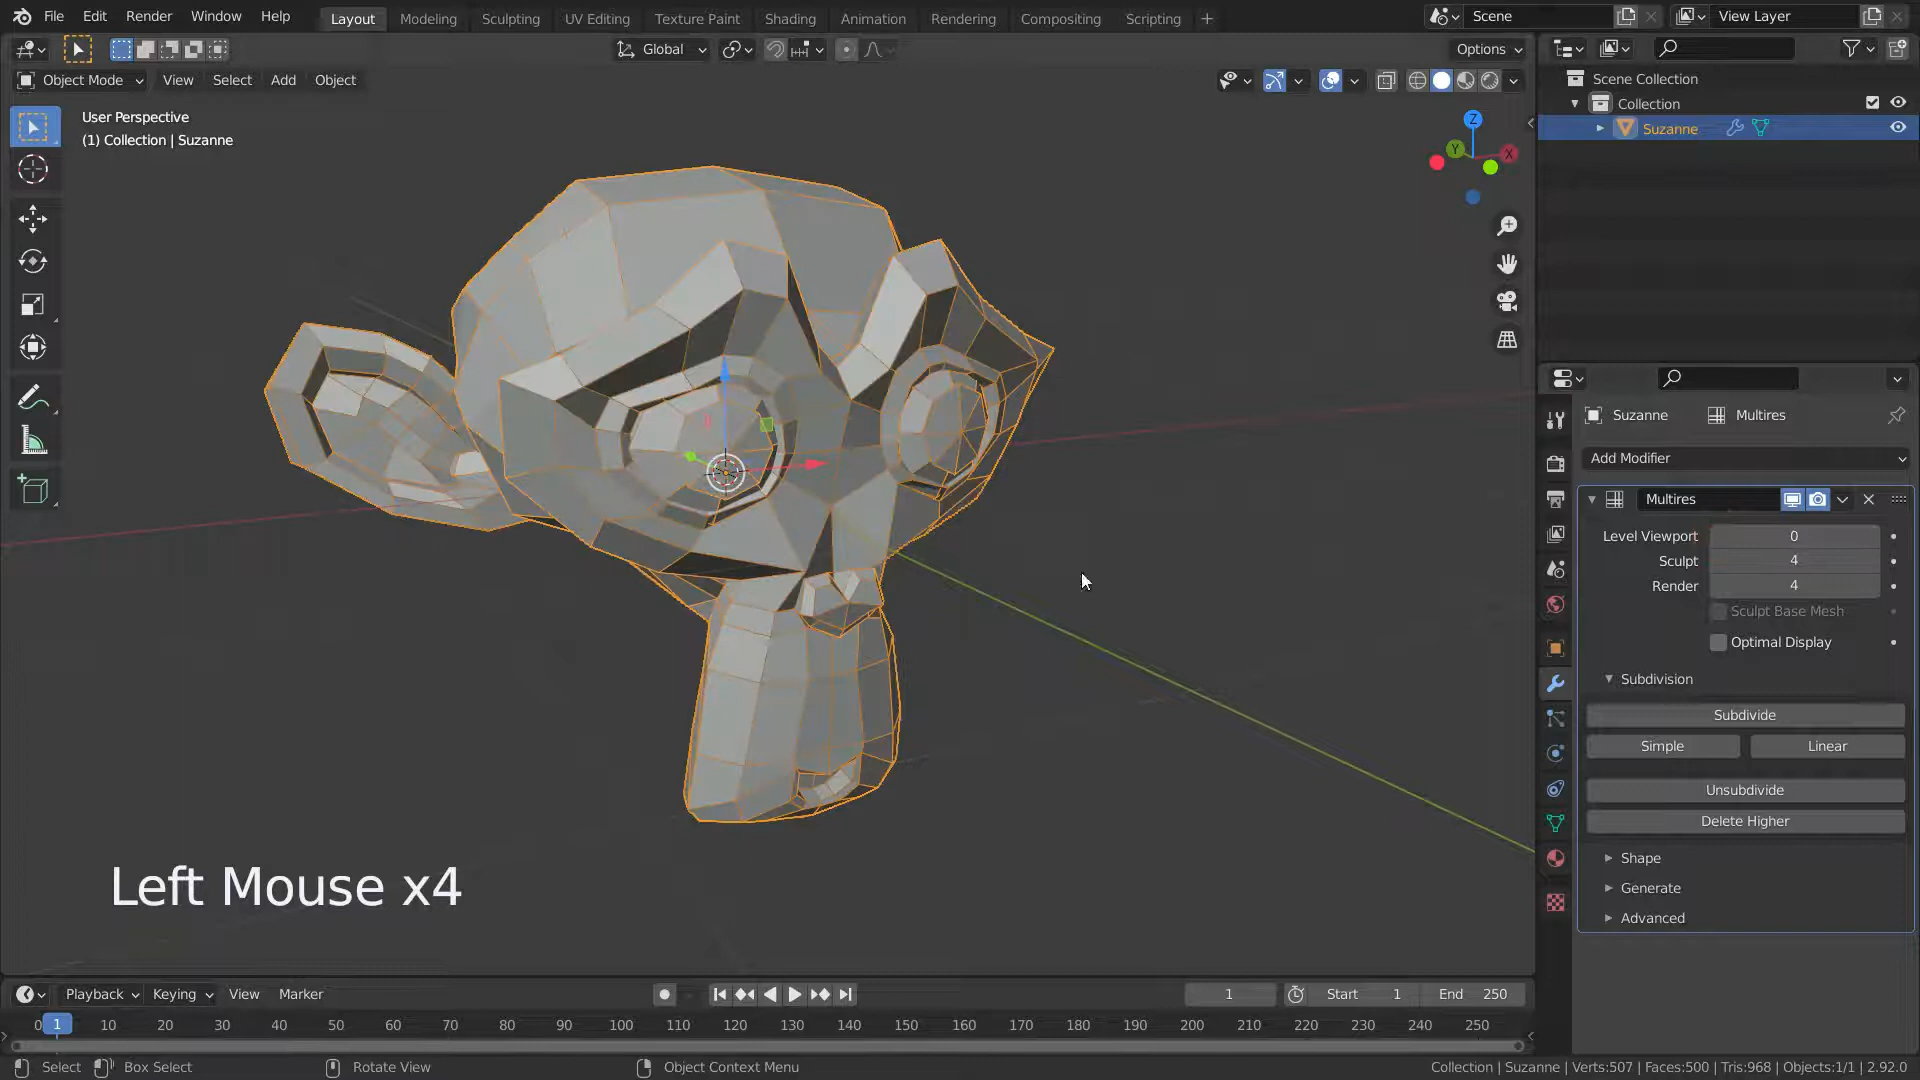 File Edit Render Window Help Layout Modeling Sculpting UV Editing Texture Paint Shading Animation Rendering Compositing Scripting + Scene View Layer
Global Options
Object Mode View Select Add Object
User Perspective
(1) Collection | Suzanne
Z
Y
X
Scene Collection
Collection
Suzanne
Suzanne Multires
Add Modifier
Multires
Level Viewport 0
Sculpt 4
Render 4
Sculpt Base Mesh
Optimal Display
Subdivision
Subdivide
Simple Linear
Unsubdivide
Delete Higher
Shape
Generate
Advanced
Left Mouse x4
Playback Keying View Marker 1 Start 1 End 250
0 1 10 20 30 40 50 60 70 80 90 100 110 120 130 140 150 160 170 180 190 200 210 220 230 240 250
Select Box Select Rotate View Object Context Menu Collection | Suzanne | Verts:507 | Faces:500 | Tris:968 | Objects:1/1 | 2.92.0